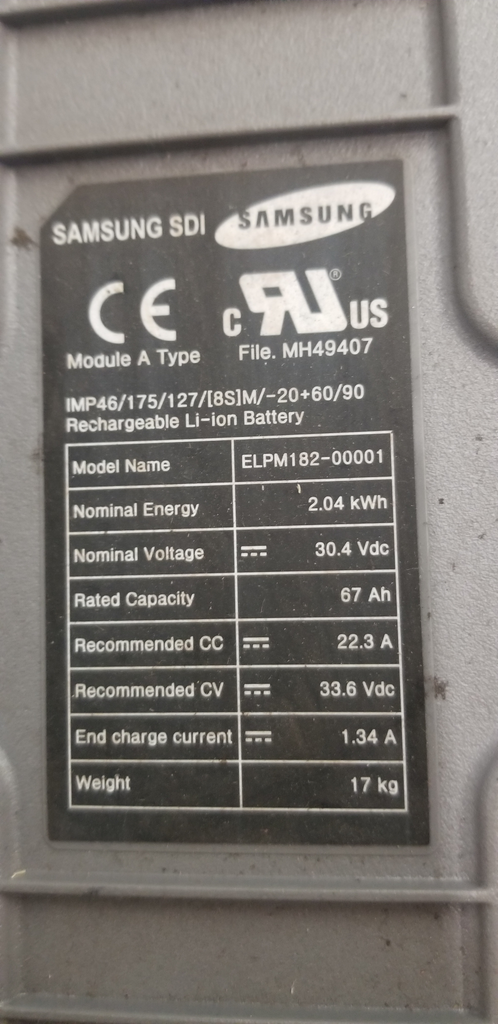 SAMSUNG SDI SAMSUNG
CE c RU ® US
Module A Type File. MH49407
IMP46/175/127/[8S]M/-20+60/90
Rechargeable Li-ion Battery
Model Name ELPM182-00001
Nominal Energy 2.04 kWh
Nominal Voltage 30.4 Vdc
Rated Capacity 67 Ah
Recommended CC 22.3 A
Recommended CV 33.6 Vdc
End charge current 1.34 A
Weight 17 kg